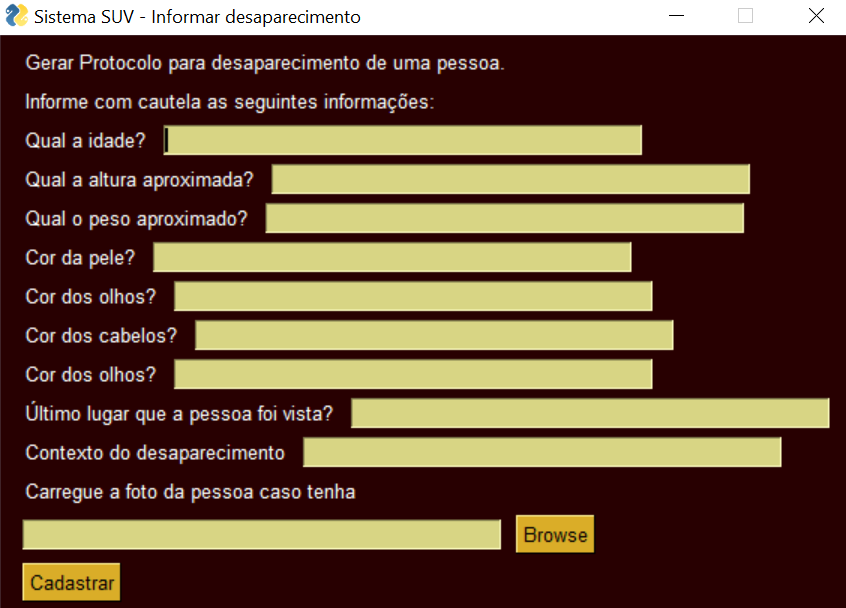 Sistema SUV - Informar desaparecimento
Gerar Protocolo para desaparecimento de uma pessoa.
Informe com cautela as seguintes informações:
Qual a idade?
Qual a altura aproximada?
Qual o peso aproximado?
Cor da pele?
Cor dos olhos?
Cor dos cabelos?
Cor dos olhos?
Último lugar que a pessoa foi vista?
Contexto do desaparecimento
Carregue a foto da pessoa caso tenha
Browse
Cadastrar